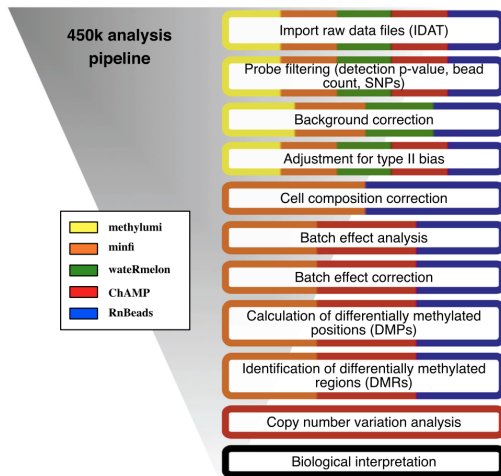 450k analysis
pipeline
Import raw data files (IDAT)
Probe filtering (detection p-value, bead
count, SNPs)
Background correction
Adjustment for type II bias
Cell composition correction
Batch effect analysis
Batch effect correction
Calculation of differentially methylated
positions (DMPs)
Identification of differentially methylated
regions (DMRs)
Copy number variation analysis
Biological interpretation
methylumi
minfi
wateRmelon
ChAMP
RnBeads